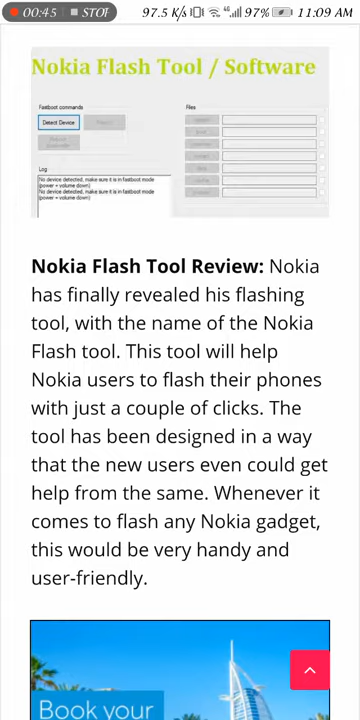 00:45 STOP 97.5 K/s 4G 97% 11:09 AM
Nokia Flash Tool / Software
Fastboot commands
Files
Detect Device
Log
No device detected, make sure it is in fastboot mode
(power + volume down)
No device detected, make sure it is in fastboot mode
(power + volume down)
Nokia Flash Tool Review: Nokia
has finally revealed his flashing
tool, with the name of the Nokia
Flash tool. This tool will help
Nokia users to flash their phones
with just a couple of clicks. The
tool has been designed in a way
that the new users even could get
help from the same. Whenever it
comes to flash any Nokia gadget,
this would be very handy and
user-friendly.
Book your